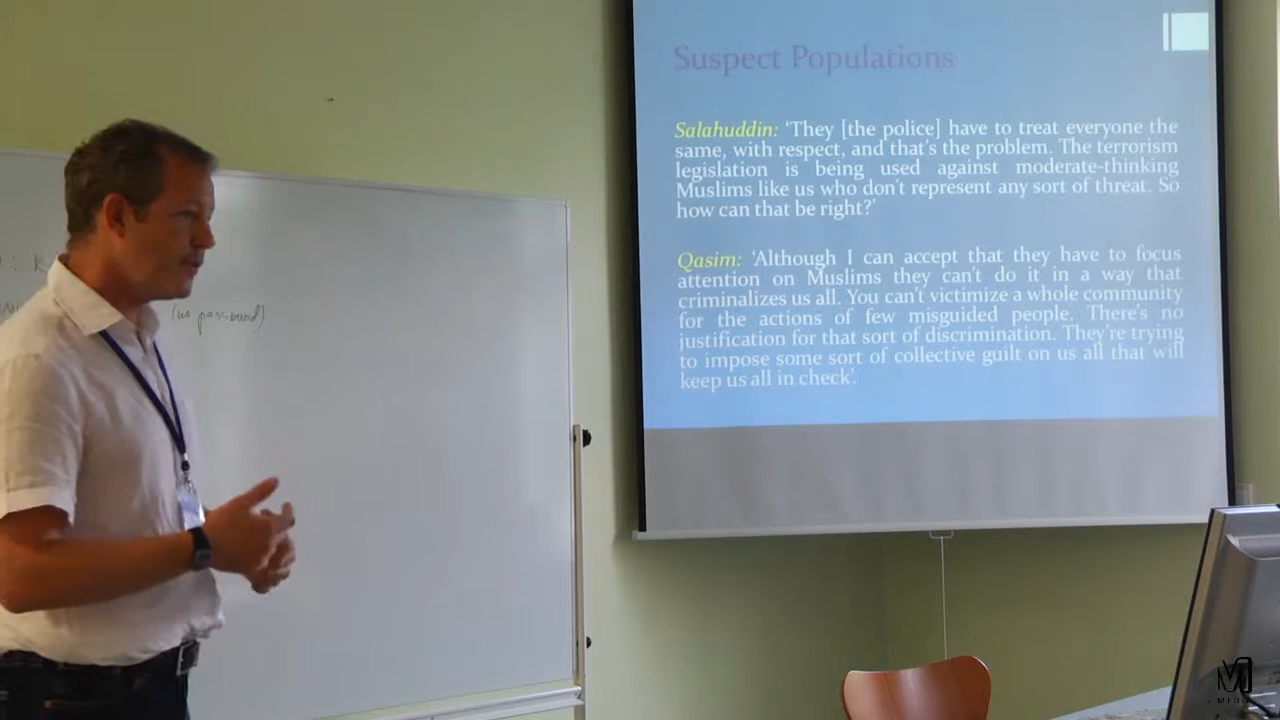 Suspect Populations
Salahuddin: 'They [the police] have to treat everyone the
same, with respect, and that's the problem. The terrorism
legislation is being used against moderate-thinking
Muslims like us who don't represent any sort of threat. So
how can that be right?'
Qasim: 'Although I can accept that they have to focus
attention on Muslims they can't do it in a way that
criminalizes us all. You can't victimize a whole community
for the actions of few misguided people. There's no
justification for that sort of discrimination. They're trying
to impose some sort of collective guilt on us all that will
keep us all in check'.
(no password)